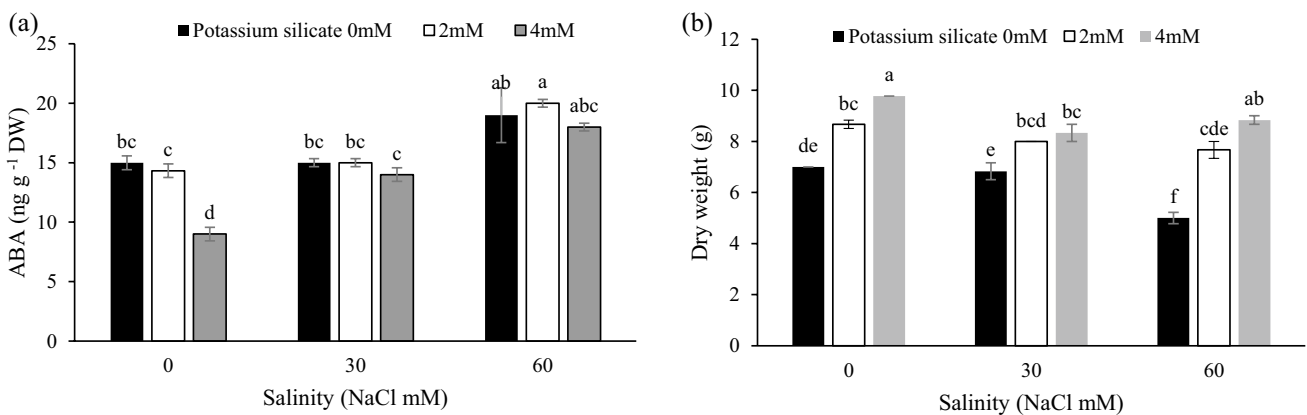 (a)
Potassium silicate 0mM 2mM 4mM
ABA (ng g -1 DW)
25
20
15
10
5
0
bc c d
bc bc c
ab a abc
0 30 60
Salinity (NaCl mM)
(b)
Potassium silicate 0mM 2mM 4mM
Dry weight (g)
12
10
8
6
4
2
0
de bc a
e bcd bc
f cde ab
0 30 60
Salinity (NaCl mM)